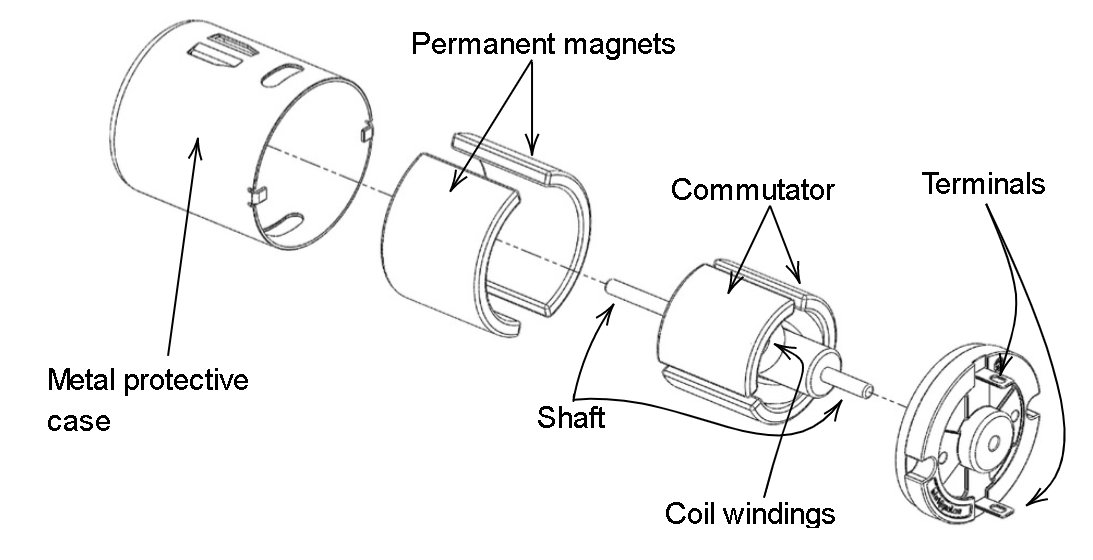 Permanent magnets
Commutator
Terminals
Metal protective
case
Shaft
Coil windings